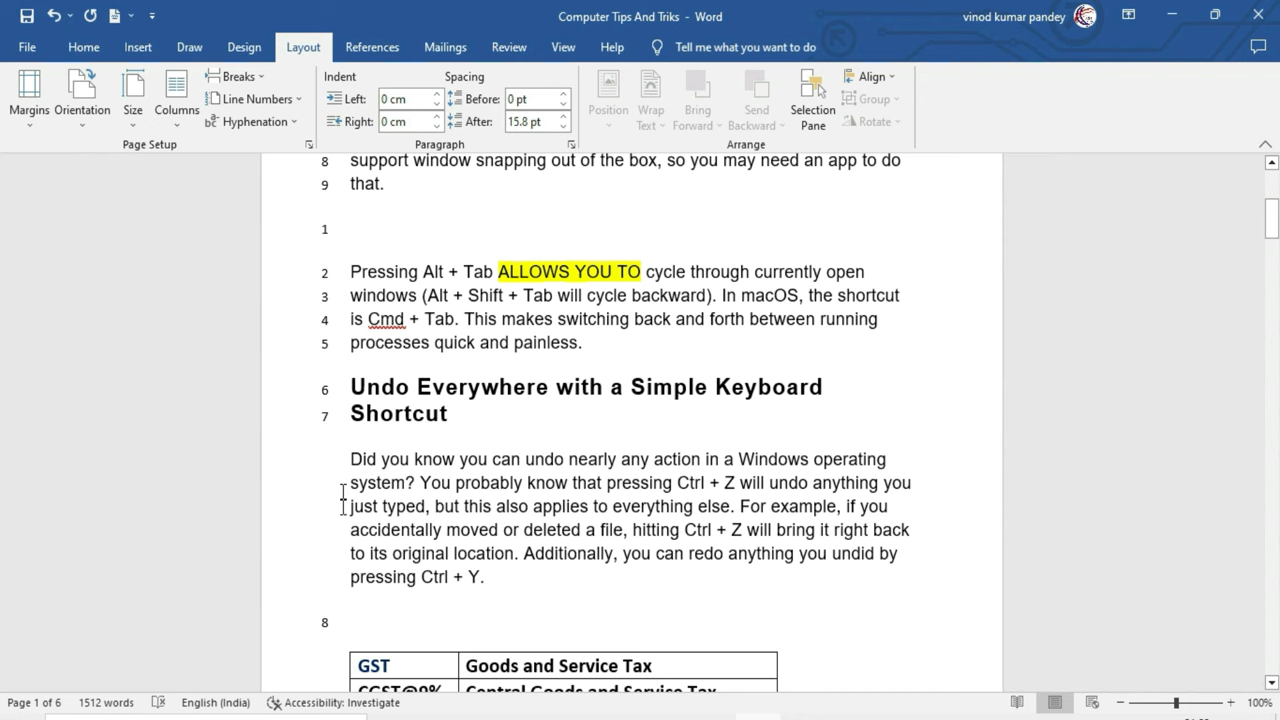 Computer Tips And Triks - Word
vinod kumar pandey
File Home Insert Draw Design Layout References Mailings Review View Help Tell me what you want to do
Margins
Orientation
Size
Columns
Breaks
Line Numbers
Hyphenation
Page Setup
Indent
Left: 0 cm
Right: 0 cm
Spacing
Before: 0 pt
After: 15.8 pt
Paragraph
Position
Wrap
Text
Bring
Forward
Send
Backward
Selection
Pane
Align
Group
Rotate
Arrange
8 support window snapping out of the box, so you may need an app to do
9 that.
1
2 Pressing Alt + Tab ALLOWS YOU TO cycle through currently open
3 windows (Alt + Shift + Tab will cycle backward). In macOS, the shortcut
4 is Cmd + Tab. This makes switching back and forth between running
5 processes quick and painless.
6 Undo Everywhere with a Simple Keyboard
7 Shortcut
Did you know you can undo nearly any action in a Windows operating
system? You probably know that pressing Ctrl + Z will undo anything you
just typed, but this also applies to everything else. For example, if you
accidentally moved or deleted a file, hitting Ctrl + Z will bring it right back
to its original location. Additionally, you can redo anything you undid by
pressing Ctrl + Y.
8
GST Goods and Service Tax
CGST@9% Central Goods and Service Tax
Page 1 of 6 1512 words English (India) Accessibility: Investigate 100%